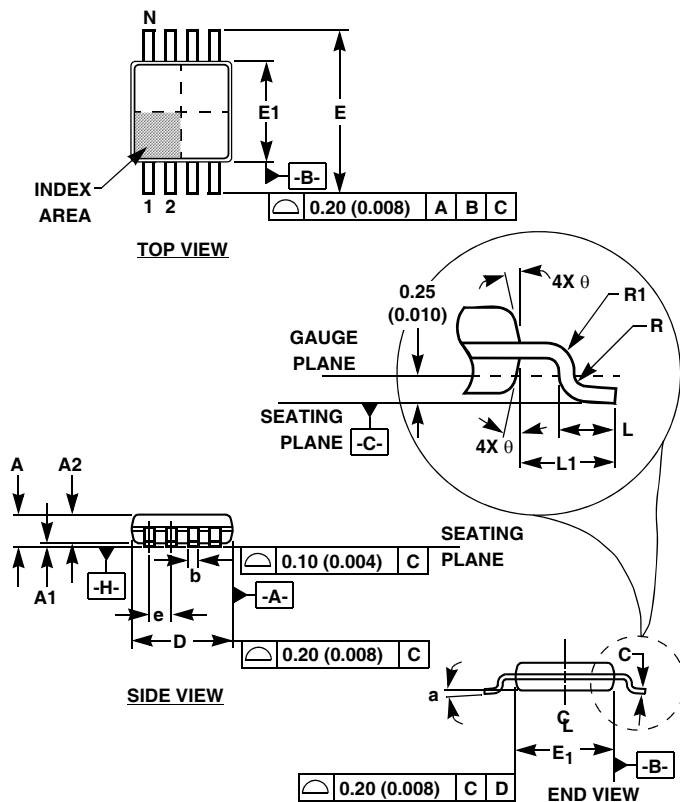 N
E1
E
-B-
INDEX
AREA
1 2
0.20 (0.008) A B C
TOP VIEW
0.25
(0.010)
4X θ
R1
R
GAUGE
PLANE
SEATING
PLANE
-C-
4X θ
L
L1
A
A2
SEATING
PLANE
A1
-H-
b
0.10 (0.004) C
e
-A-
D
0.20 (0.008) C
SIDE VIEW
C
a
CL
E1
-B-
0.20 (0.008) C D
END VIEW